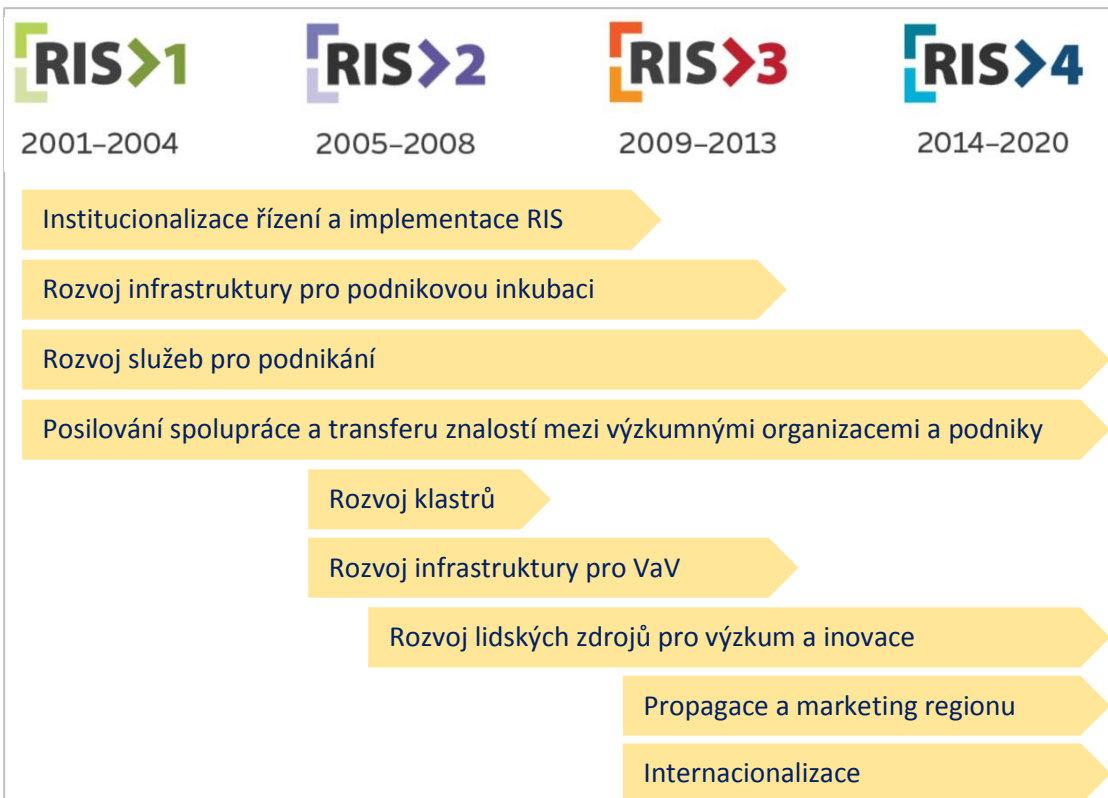 RIS>1 RIS>2 RIS>3 RIS>4
2001–2004 2005–2008 2009–2013 2014–2020
Institucionalizace řízení a implementace RIS
Rozvoj infrastruktury pro podnikovou inkubaci
Rozvoj služeb pro podnikání
Posilování spolupráce a transferu znalostí mezi výzkumnými organizacemi a podniky
Rozvoj klastrů
Rozvoj infrastruktury pro VaV
Rozvoj lidských zdrojů pro výzkum a inovace
Propagace a marketing regionu
Internacionalizace